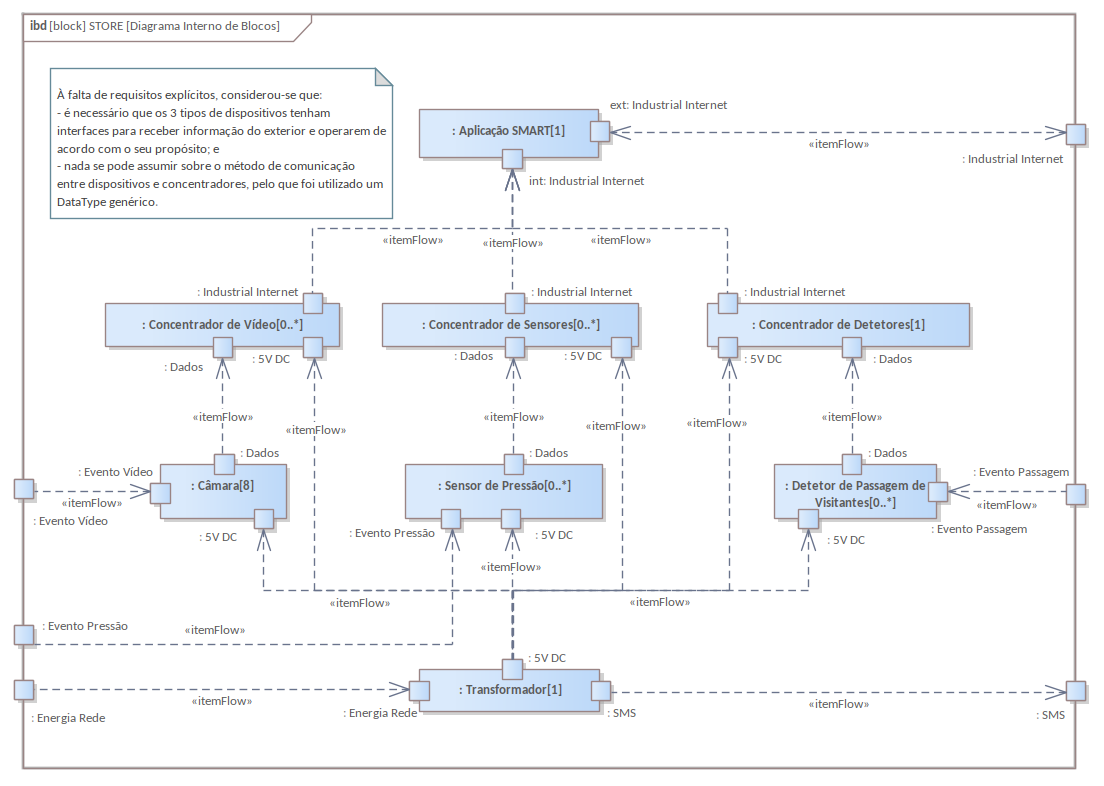 ibd [block] STORE [Diagrama Interno de Blocos]
À falta de requisitos explícitos, considerou-se que:
- é necessário que os 3 tipos de dispositivos tenham
interfaces para receber informação do exterior e operarem de
acordo com o seu propósito; e
- nada se pode assumir sobre o método de comunicação
entre dispositivos e concentradores, pelo que foi utilizado um
DataType genérico.
ext: Industrial Internet
: Aplicação SMART[1]
«itemFlow»
: Industrial Internet
int: Industrial Internet
«itemFlow»
«itemFlow»
«itemFlow»
: Industrial Internet
: Industrial Internet
: Industrial Internet
: Concentrador de Vídeo[0..*]
: Concentrador de Sensores[0..*]
: Concentrador de Detetores[1]
: Dados
: 5V DC
: Dados
: 5V DC
: 5V DC
: Dados
«itemFlow»
«itemFlow»
«itemFlow»
«itemFlow»
«itemFlow»
«itemFlow»
: Dados
: Dados
: Dados
: Evento Vídeo
: Câmara[8]
: Sensor de Pressão[0..*]
: Detetor de Passagem de
Visitantes[0..*]
: Evento Passagem
«itemFlow»
«itemFlow»
: Evento Vídeo
: 5V DC
: Evento Pressão
: 5V DC
: 5V DC
: Evento Passagem
«itemFlow»
«itemFlow»
«itemFlow»
: Evento Pressão
«itemFlow»
: 5V DC
: Transformador[1]
«itemFlow»
«itemFlow»
: Energia Rede
: Energia Rede
: SMS
: SMS